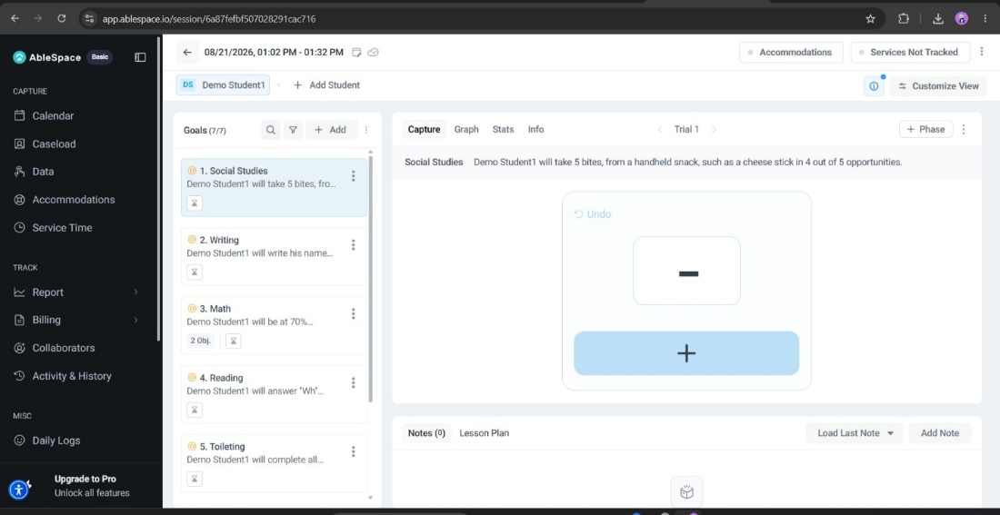 app.ablespace.io/session/6a87fefbf507028291cac716
AbleSpace Basic
CAPTURE
Calendar
Caseload
Data
Accommodations
Service Time
TRACK
Report
Billing
Collaborators
Activity & History
MISC
Daily Logs
Upgrade to Pro
Unlock all features
08/21/2026, 01:02 PM - 01:32 PM
Accommodations
Services Not Tracked
DS Demo Student1
+ Add Student
Customize View
Goals (7/7)
+ Add
1. Social Studies
Demo Student1 will take 5 bites, fro...
2. Writing
Demo Student1 will write his name...
3. Math
Demo Student1 will be at 70%...
2 Obj.
4. Reading
Demo Student1 will answer "Wh"...
5. Toileting
Demo Student1 will complete all...
Capture Graph Stats Info
Trial 1
+ Phase
Social Studies Demo Student1 will take 5 bites, from a handheld snack, such as a cheese stick in 4 out of 5 opportunities.
Undo
Notes (0) Lesson Plan
Load Last Note
Add Note